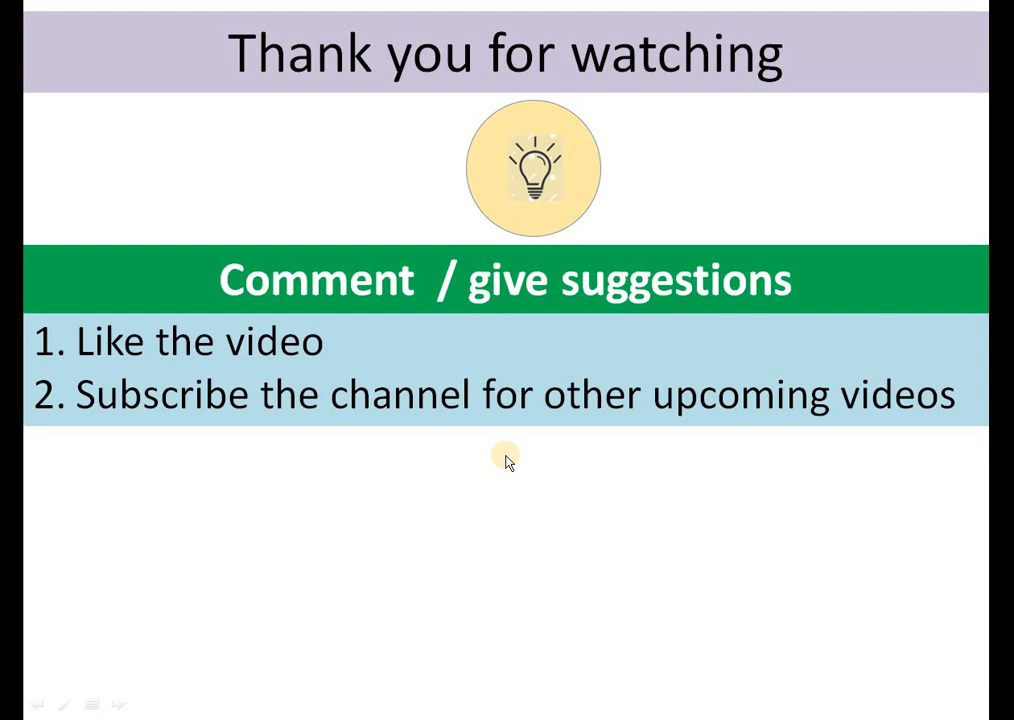 Thank you for watching
Comment / give suggestions
1. Like the video
2. Subscribe the channel for other upcoming videos